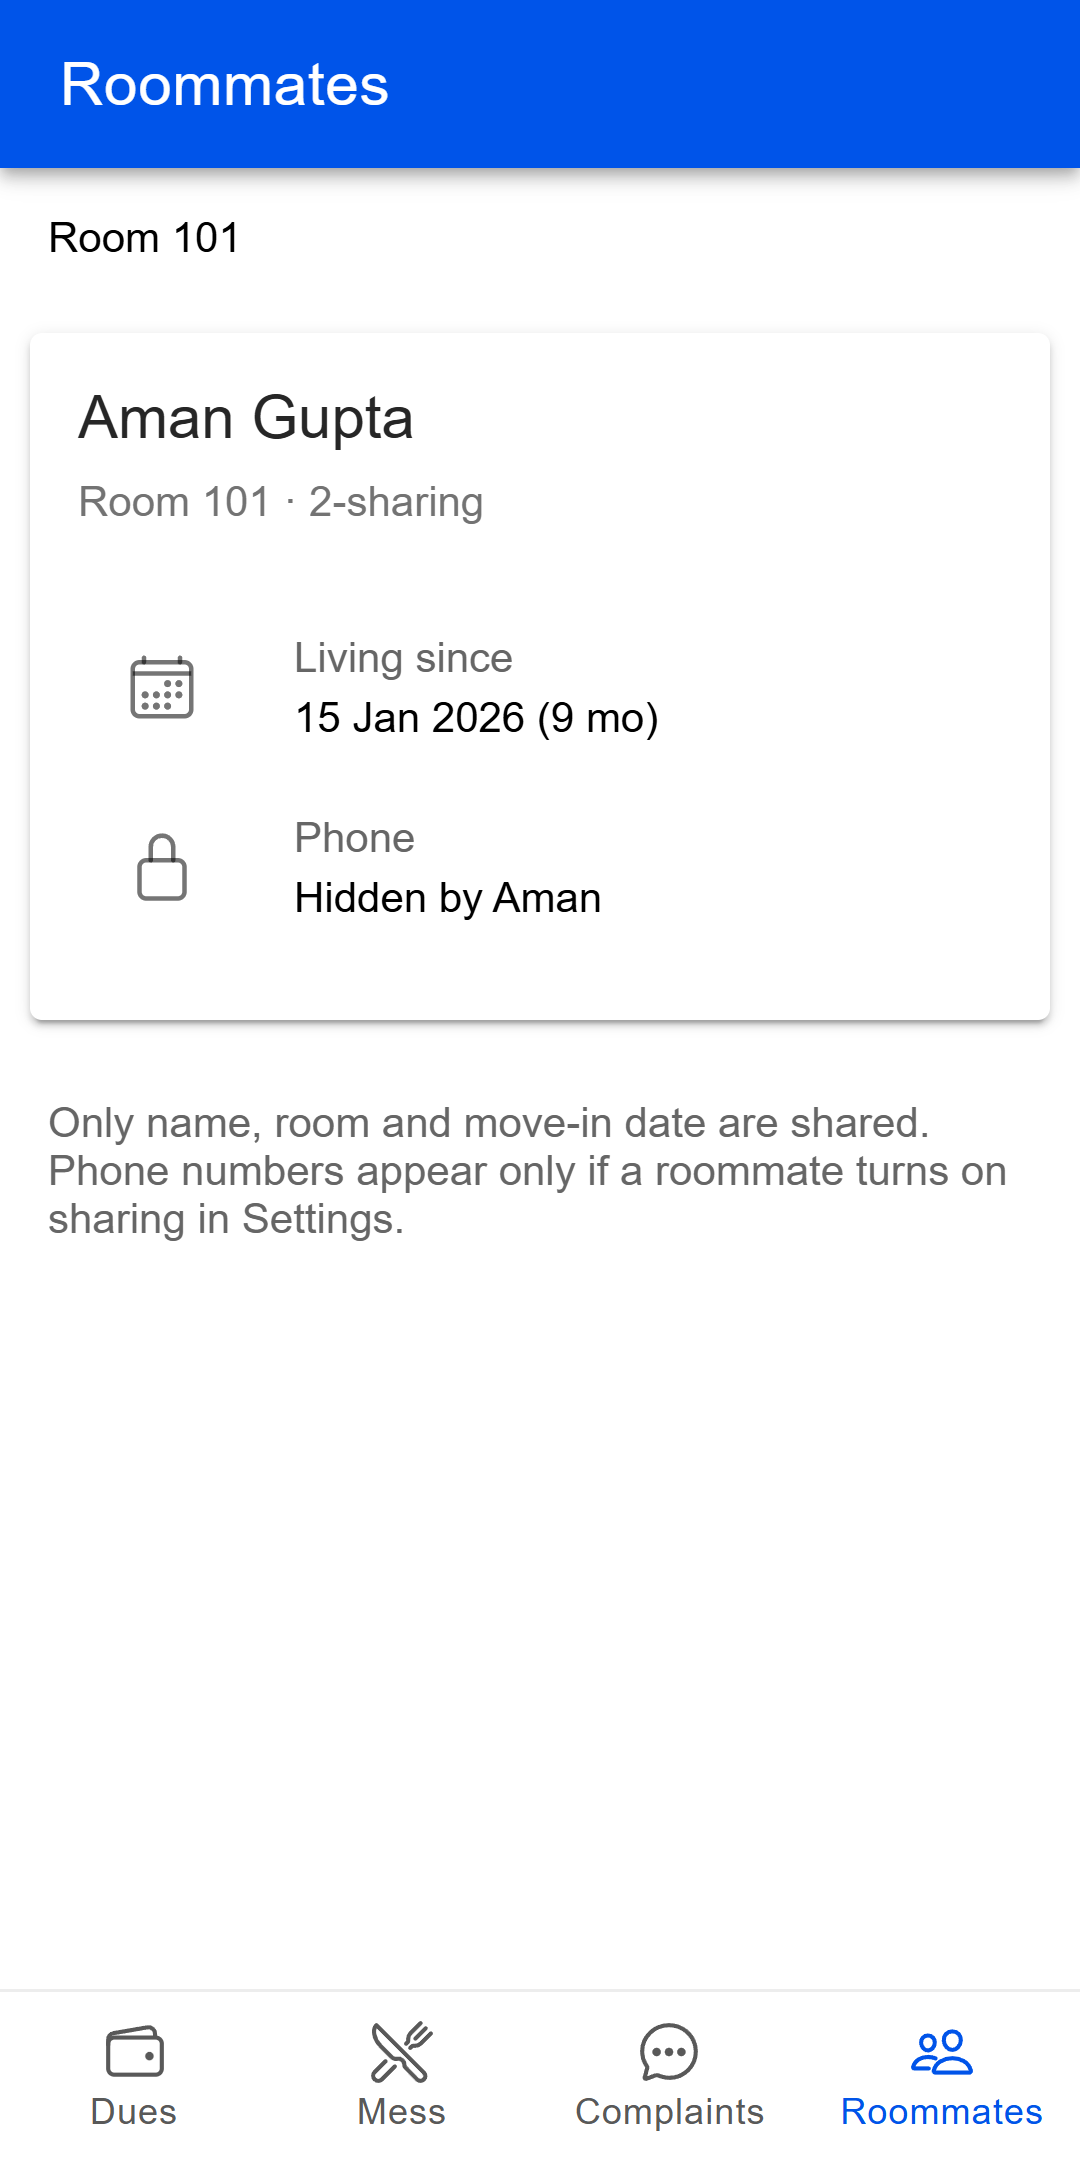 Roommates
Room 101
Aman Gupta
Room 101 · 2-sharing
Living since
15 Jan 2026 (9 mo)
Phone
Hidden by Aman
Only name, room and move-in date are shared.
Phone numbers appear only if a roommate turns on
sharing in Settings.
Dues
Mess
Complaints
Roommates